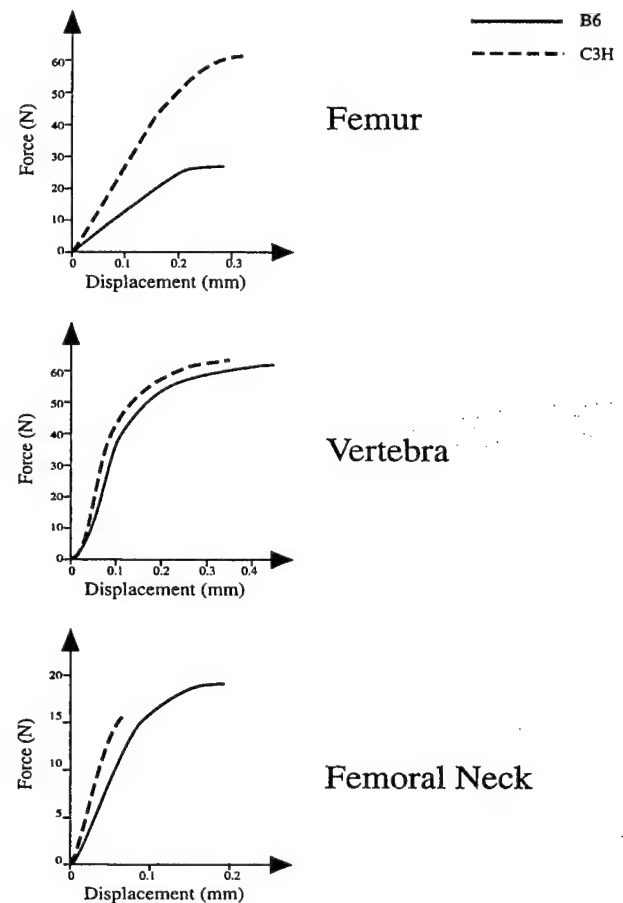 B6
C3H
60
50
40
30
20
10
0
Force (N)
0 0.1 0.2 0.3
Displacement (mm)
Femur
60
50
40
30
20
10
0
Force (N)
0 0.1 0.2 0.3 0.4
Displacement (mm)
Vertebra
20
15
10
5
0
Force (N)
0 0.1 0.2
Displacement (mm)
Femoral Neck